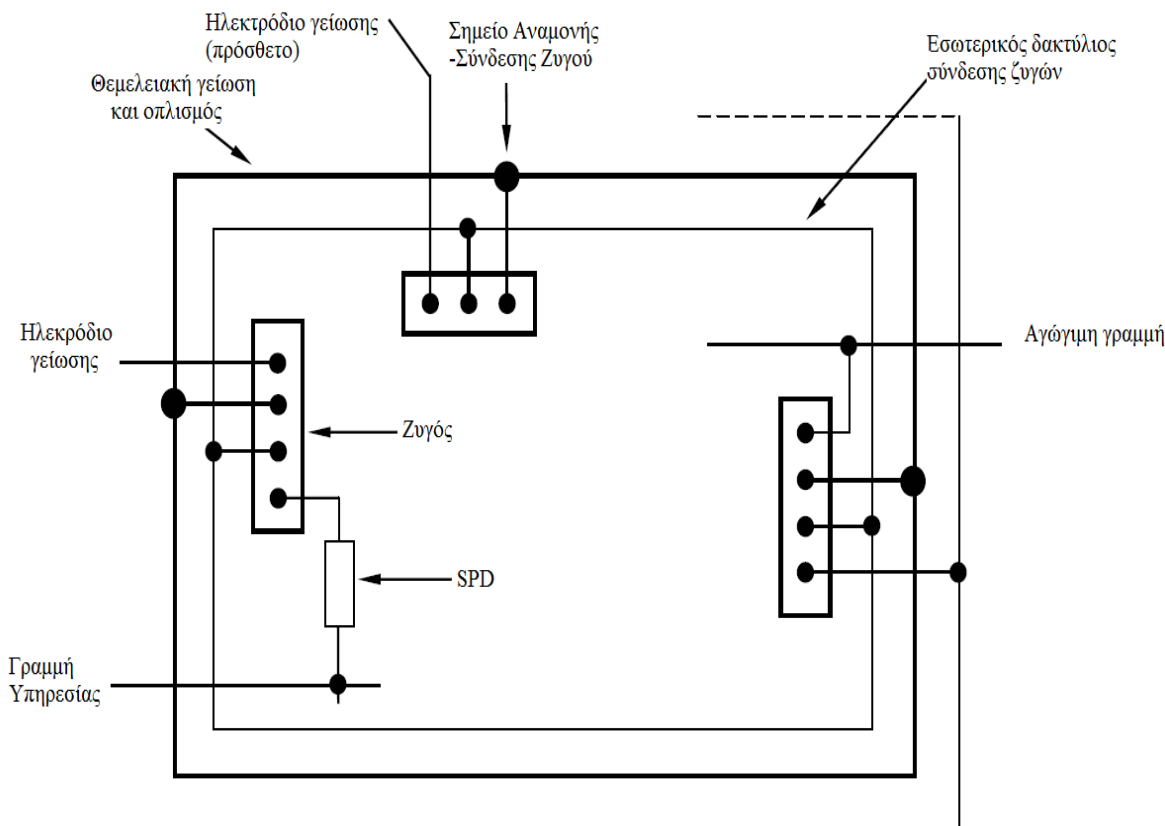 Ηλεκτρόδιο γείωσης
(πρόσθετο)
Σημείο Αναμονής
-Σύνδεσης Ζυγού
Εσωτερικός δακτύλιος
σύνδεσης ζυγών
Θεμελειακή γείωση
και οπλισμός
Ηλεκρόδιο
γείωσης
Αγώγιμη γραμμή
Ζυγός
SPD
Γραμμή
Υπηρεσίας